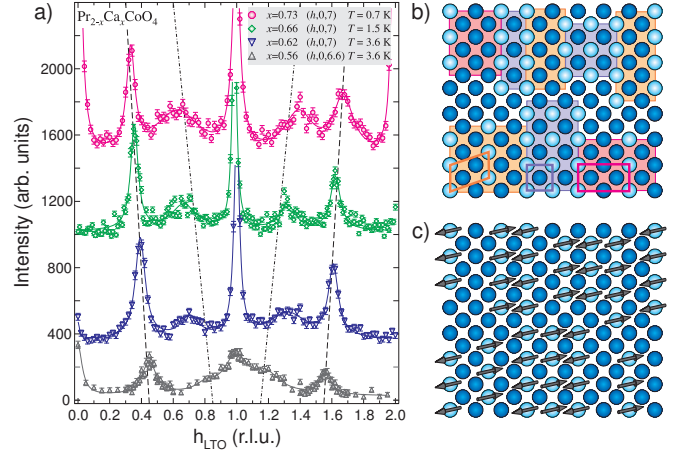 a)
Pr2-xCaxCoO4
x=0.73 (h,0,7) T = 0.7 K
x=0.66 (h,0,7) T = 1.5 K
x=0.62 (h,0,7) T = 3.6 K
x=0.56 (h,0,6.6) T = 3.6 K
Intensity (arb. units)
2000
1600
1200
800
400
0
0.0 0.2 0.4 0.6 0.8 1.0 1.2 1.4 1.6 1.8 2.0
hLTO (r.l.u.)
b)
c)